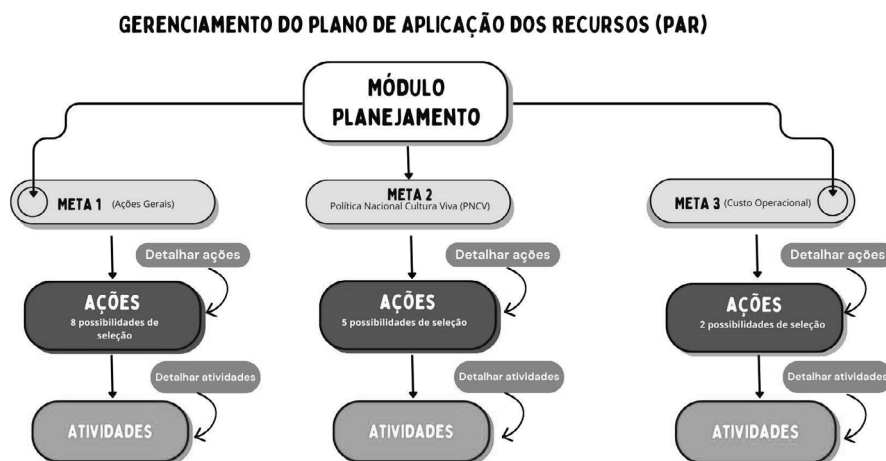 GERENCIAMENTO DO PLANO DE APLICAÇÃO DOS RECURSOS (PAR)
MÓDULO
PLANEJAMENTO
META 1 (Ações Gerais)
META 2
Política Nacional Cultura Viva (PNCV)
META 3 (Custo Operacional)
Detalhar ações
Detalhar ações
Detalhar ações
AÇÕES
8 possibilidades de
seleção
AÇÕES
5 possibilidades de seleção
AÇÕES
2 possibilidades de seleção
Detalhar atividades
Detalhar atividades
Detalhar atividades
ATIVIDADES
ATIVIDADES
ATIVIDADES